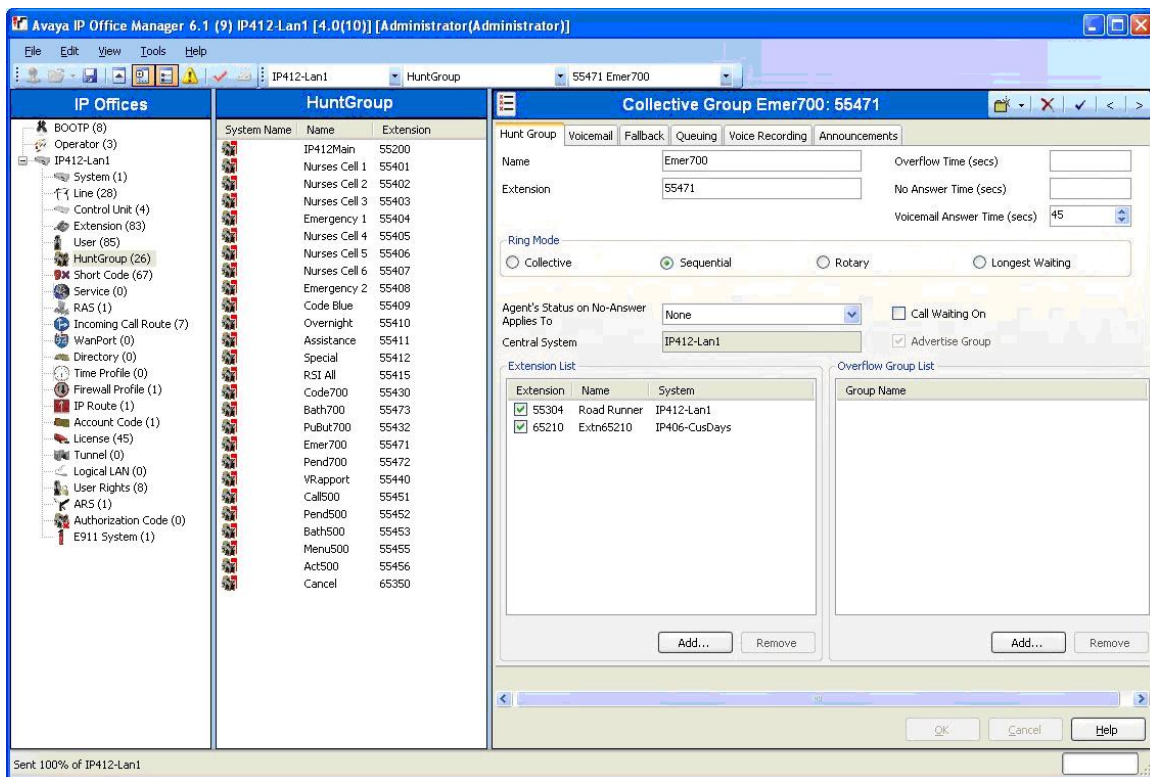 Avaya IP Office Manager 6.1 (9) IP412-Lan1 [4.0(10)] [Administrator(Administrator)]
File Edit View Tools Help
IP412-Lan1 HuntGroup 55471 Emer700
IP Offices
BOOTP (8)
Operator (3)
IP412-Lan1
System (1)
Line (28)
Control Unit (4)
Extension (83)
User (85)
HuntGroup (26)
Short Code (67)
Service (0)
RAS (1)
Incoming Call Route (7)
WanPort (0)
Directory (0)
Time Profile (0)
Firewall Profile (1)
IP Route (1)
Account Code (1)
License (45)
Tunnel (0)
Logical LAN (0)
User Rights (8)
ARS (1)
Authorization Code (0)
E911 System (1)
HuntGroup
System Name Name Extension
IP412Main 55200
Nurses Cell 1 55401
Nurses Cell 2 55402
Nurses Cell 3 55403
Emergency 1 55404
Nurses Cell 4 55405
Nurses Cell 5 55406
Nurses Cell 6 55407
Emergency 2 55408
Code Blue 55409
Overnight 55410
Assistance 55411
Special 55412
RSI All 55415
Code700 55430
Bath700 55473
PuBut700 55432
Emer700 55471
Pend700 55472
VRapport 55440
Call500 55451
Pend500 55452
Bath500 55453
Menu500 55455
Act500 55456
Cancel 65350
Collective Group Emer700: 55471
Hunt Group Voicemail Fallback Queuing Voice Recording Announcements
Name Emer700 Overflow Time (secs)
Extension 55471 No Answer Time (secs)
Voicemail Answer Time (secs) 45
Ring Mode
Collective Sequential Rotary Longest Waiting
Agent's Status on No-Answer
Applies To None Call Waiting On
Central System IP412-Lan1 Advertise Group
Extension List Overflow Group List
Extension Name System Group Name
55304 Road Runner IP412-Lan1
65210 Extn65210 IP406-CusDays
Add... Remove Add... Remove
OK Cancel Help
Sent 100% of IP412-Lan1